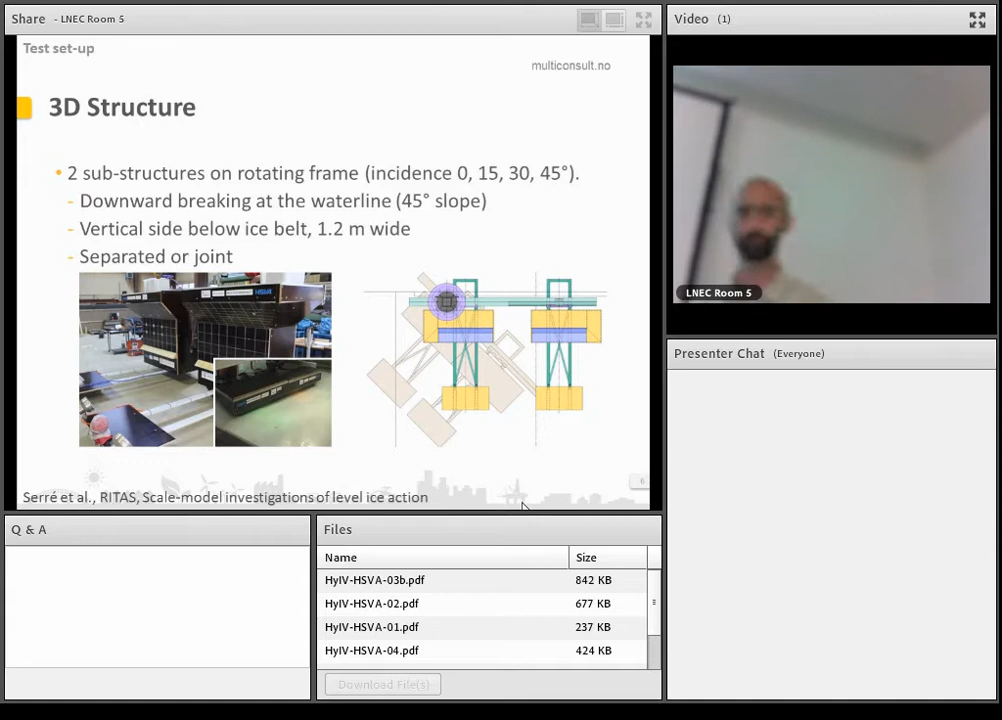 Share - LNEC Room 5
Test set-up
multiconsult.no
3D Structure
• 2 sub-structures on rotating frame (incidence 0, 15, 30, 45°).
- Downward breaking at the waterline (45° slope)
- Vertical side below ice belt, 1.2 m wide
- Separated or joint
6
Serré et al., RITAS, Scale-model investigations of level ice action
Video (1)
LNEC Room 5
Presenter Chat (Everyone)
Q & A
Files
Name Size
HyIV-HSVA-03b.pdf 842 KB
HyIV-HSVA-02.pdf 677 KB
HyIV-HSVA-01.pdf 237 KB
HyIV-HSVA-04.pdf 424 KB
Download File(s)